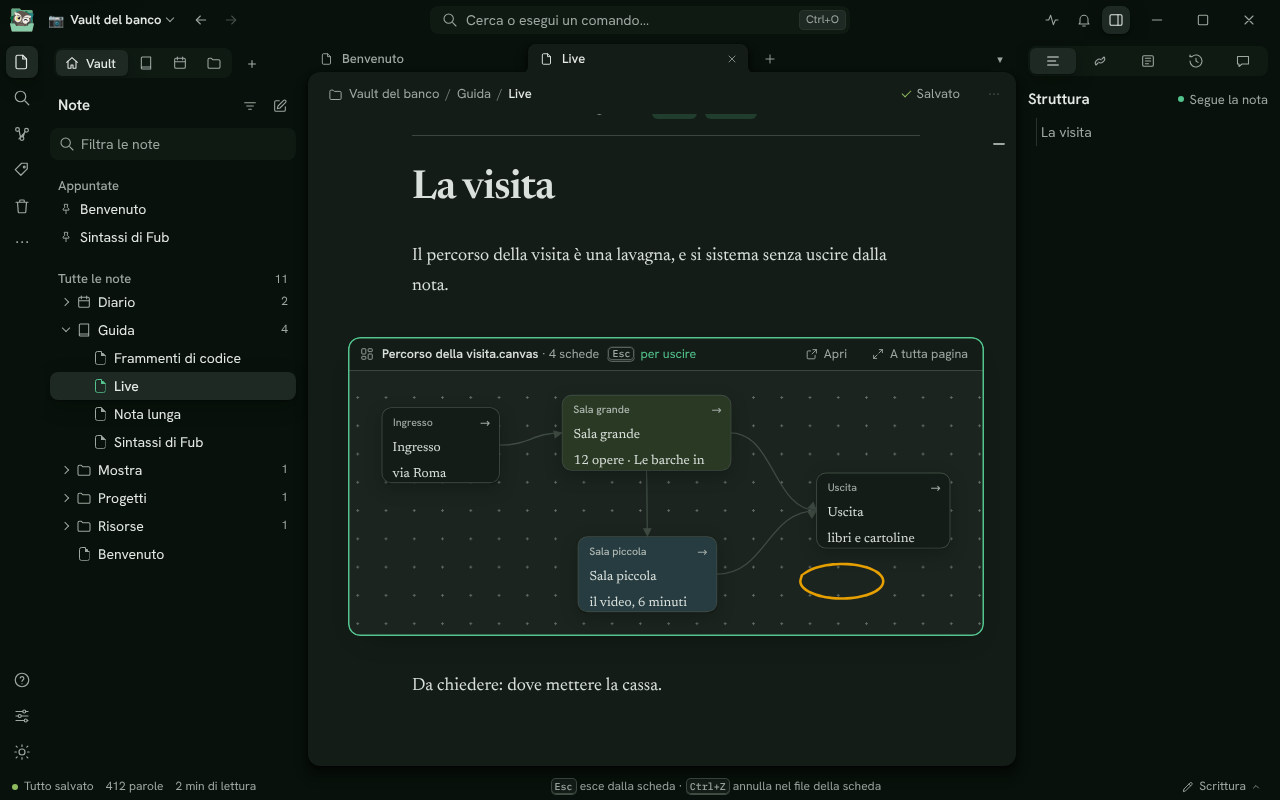 Vault del banco
Cerca o esegui un comando…
Ctrl+O
Vault
Note
Filtra le note
Appuntate
Benvenuto
Sintassi di Fub
Tutte le note 11
Diario 2
Guida 4
Frammenti di codice
Live
Nota lunga
Sintassi di Fub
Mostra 1
Progetti 1
Risorse 1
Benvenuto
Benvenuto
Live
Vault del banco / Guida / Live
Salvato
La visita
Il percorso della visita è una lavagna, e si sistema senza uscire dalla
nota.
Percorso della visita.canvas · 4 schede Esc per uscire
Apri
A tutta pagina
Ingresso →
Ingresso
via Roma
Sala grande →
Sala grande
12 opere · Le barche in
Uscita →
Uscita
libri e cartoline
Sala piccola →
Sala piccola
il video, 6 minuti
Da chiedere: dove mettere la cassa.
Struttura
Segue la nota
La visita
Tutto salvato 412 parole 2 min di lettura
Esc esce dalla scheda · Ctrl+Z annulla nel file della scheda
Scrittura